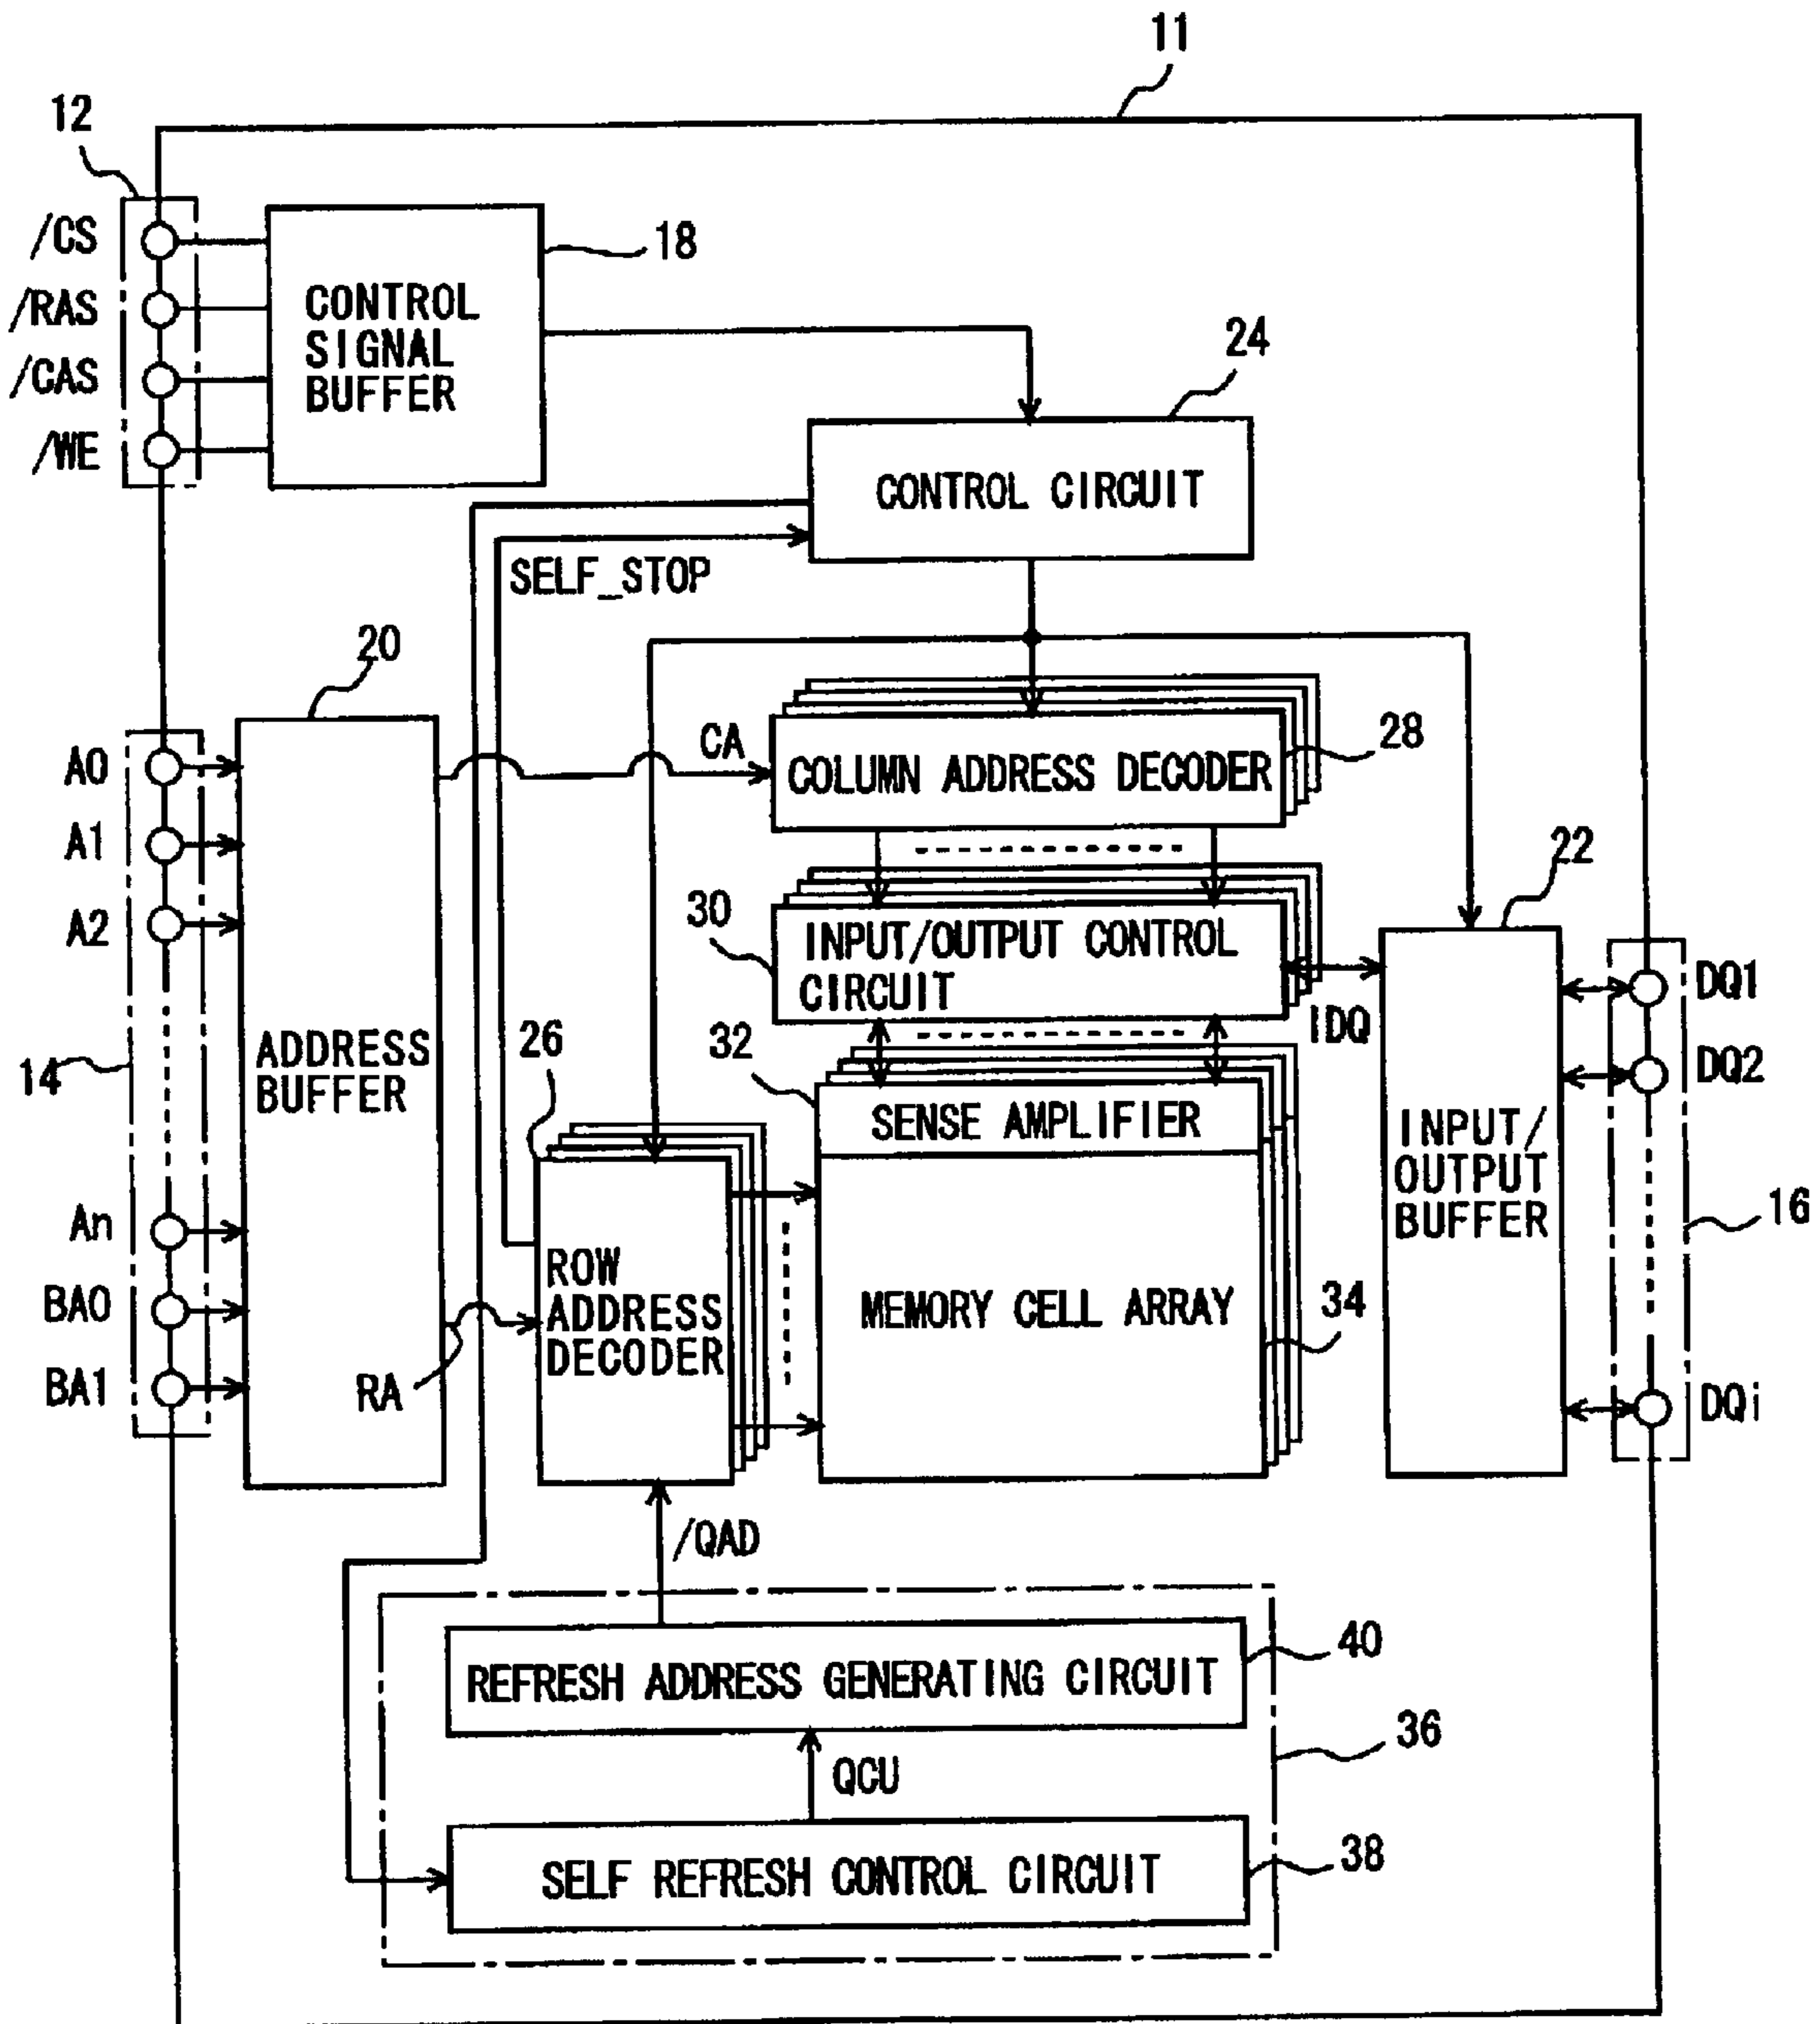 11
12
/CS
/RAS
/CAS
/WE
CONTROL
SIGNAL
BUFFER
18
24
CONTROL CIRCUIT
SELF_STOP
20
A0
A1
A2
An
BA0
BA1
14
ADDRESS
BUFFER
CA
COLUMN ADDRESS DECODER
28
30
INPUT/OUTPUT CONTROL
CIRCUIT
22
IDQ
DQ1
DQ2
DQi
16
INPUT/
OUTPUT
BUFFER
26
32
SENSE AMPLIFIER
ROW
ADDRESS
DECODER
RA
MEMORY CELL ARRAY
34
/QAD
REFRESH ADDRESS GENERATING CIRCUIT
40
36
QCU
SELF REFRESH CONTROL CIRCUIT
38